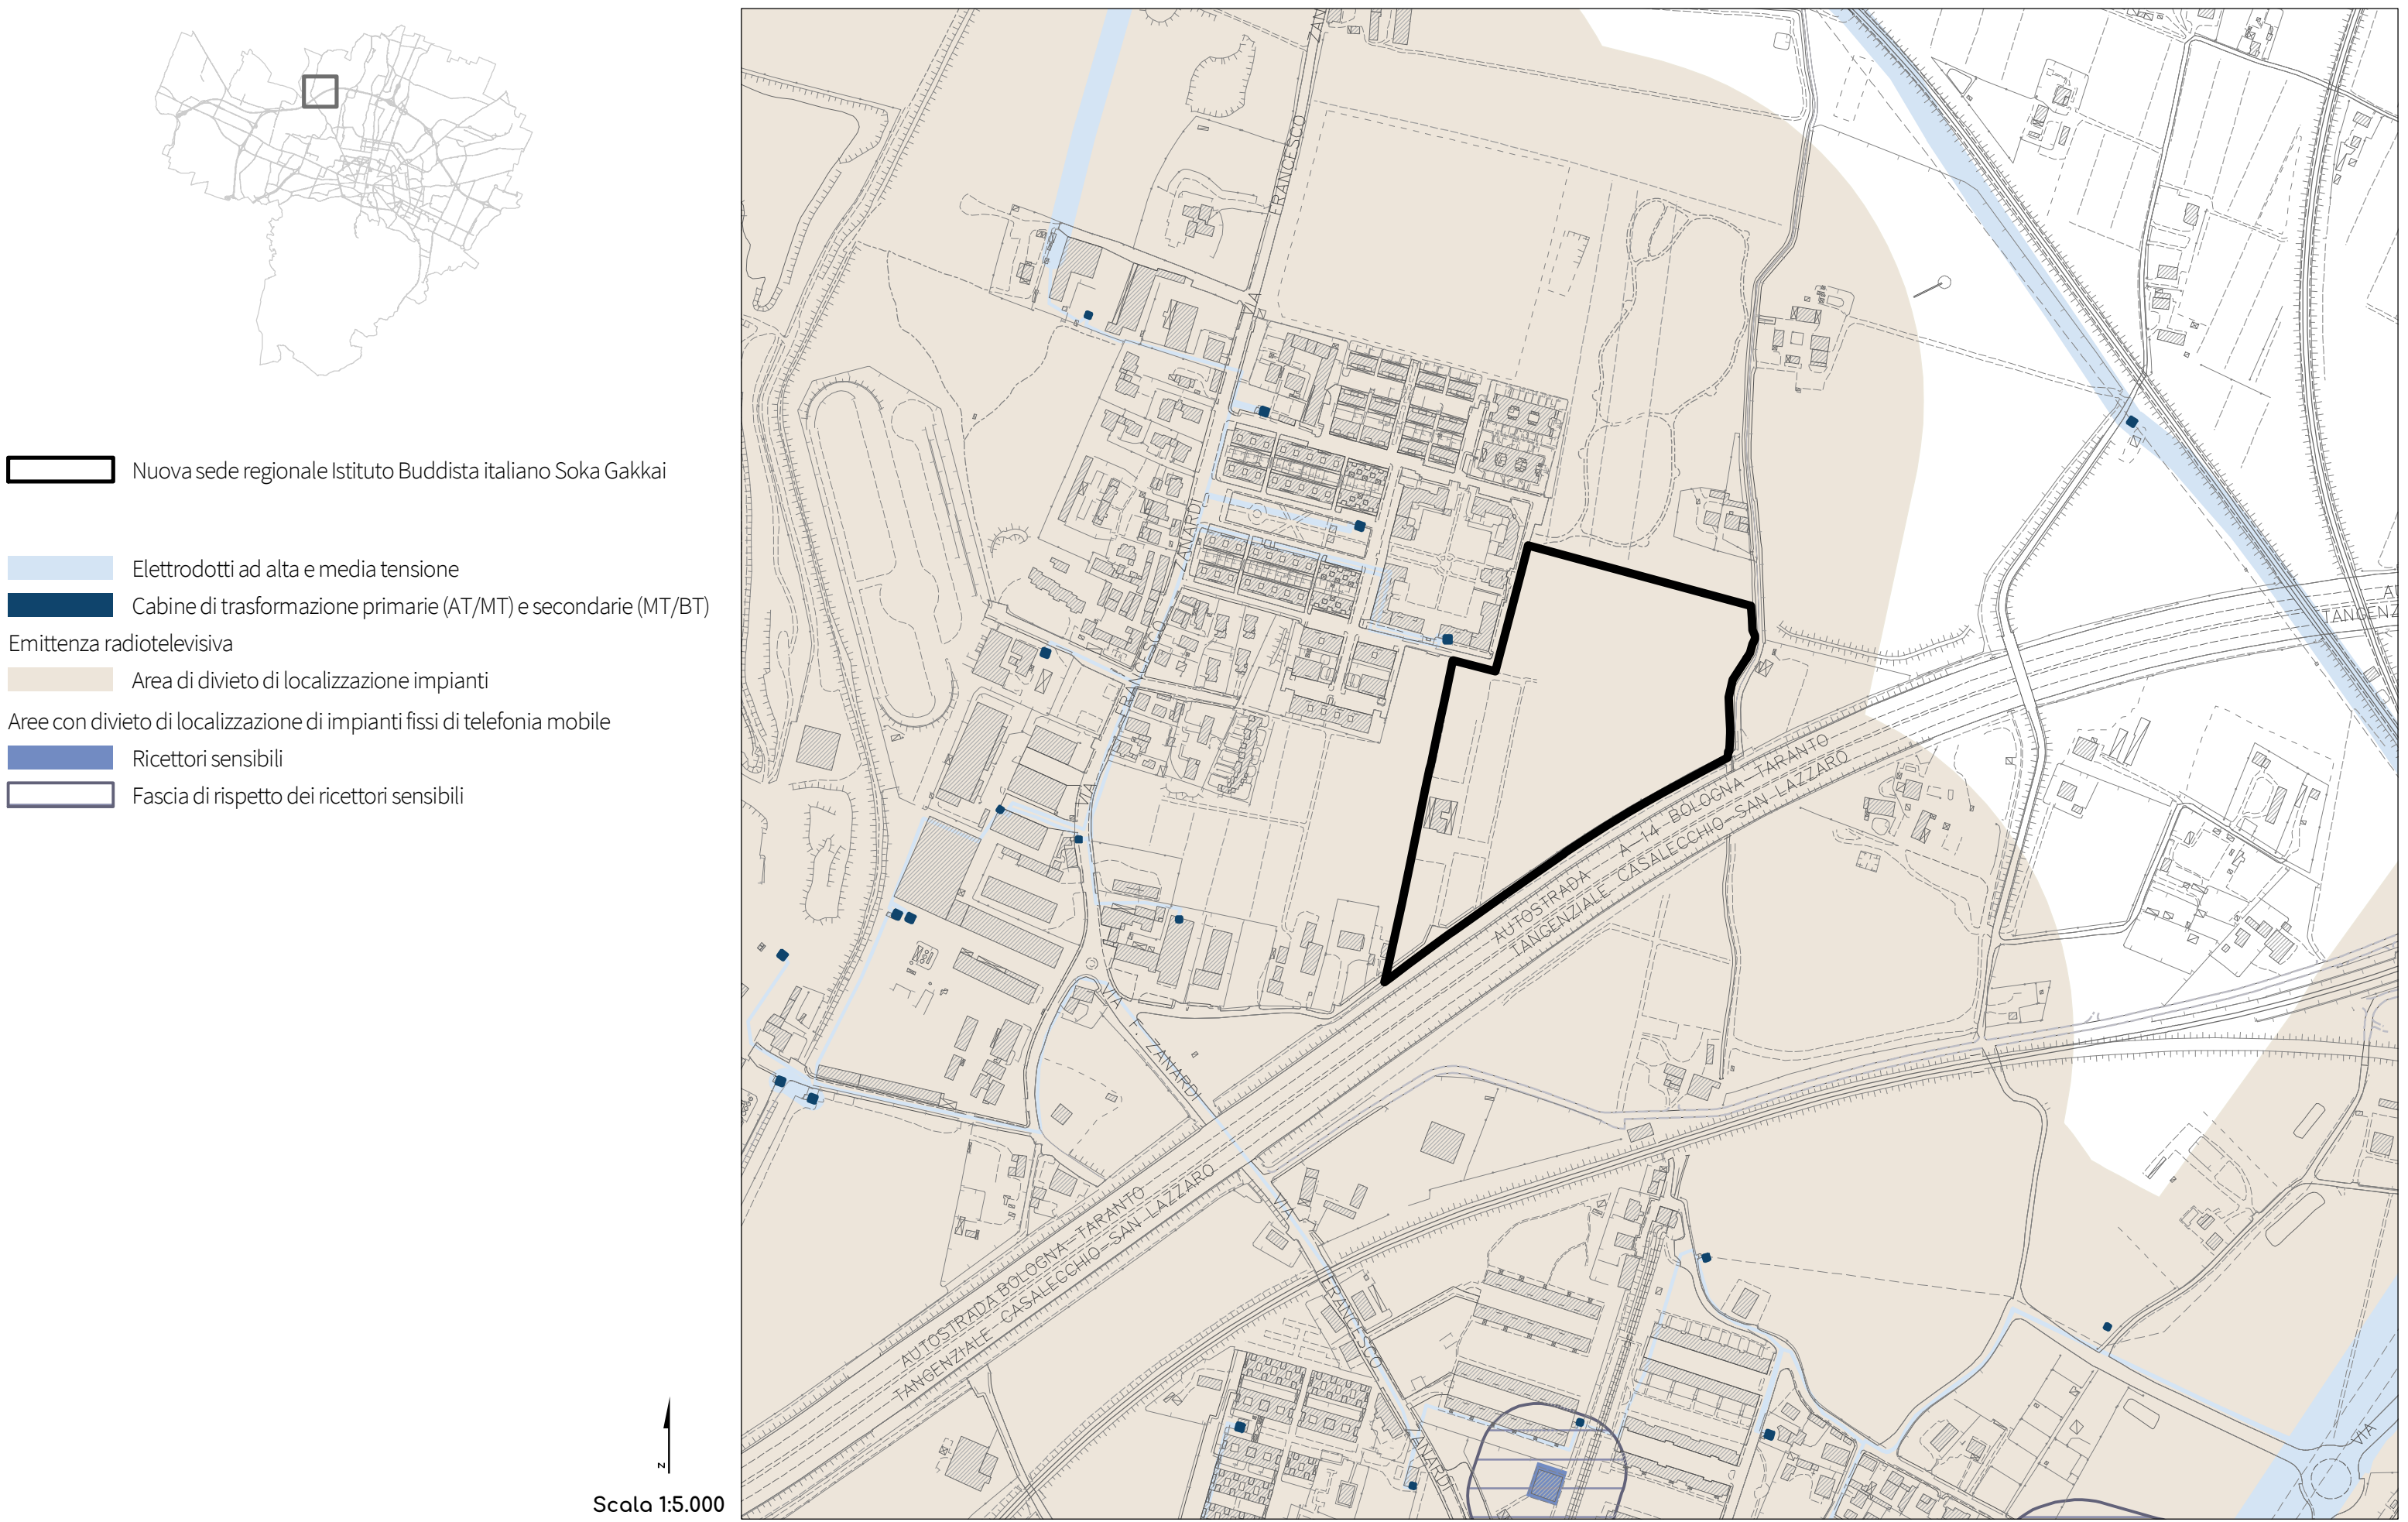 Nuova sede regionale Istituto Buddista italiano Soka Gakkai
Elettrodotti ad alta e media tensione
Cabine di trasformazione primarie (AT/MT) e secondarie (MT/BT)
Emittenza radiotelevisiva
Area di divieto di localizzazione impianti
Aree con divieto di localizzazione di impianti fissi di telefonia mobile
Ricettori sensibili
Fascia di rispetto dei ricettori sensibili
N
Scala 1:5.000
ZAN
FRANCESCO
VIA
ZANARDI
FRANCESCO
VIA
VIA F. ZANARDI
VIA
FRANCESCO
ZANARDI
AUTOSTRADA A-14 BOLOGNA-TARANTO
TANGENZIALE CASALECCHIO-SAN LAZZARO
AUTOSTRADA BOLOGNA-TARANTO
TANGENZIALE CASALECCHIO-SAN LAZZARO
TANGENZ
VIA